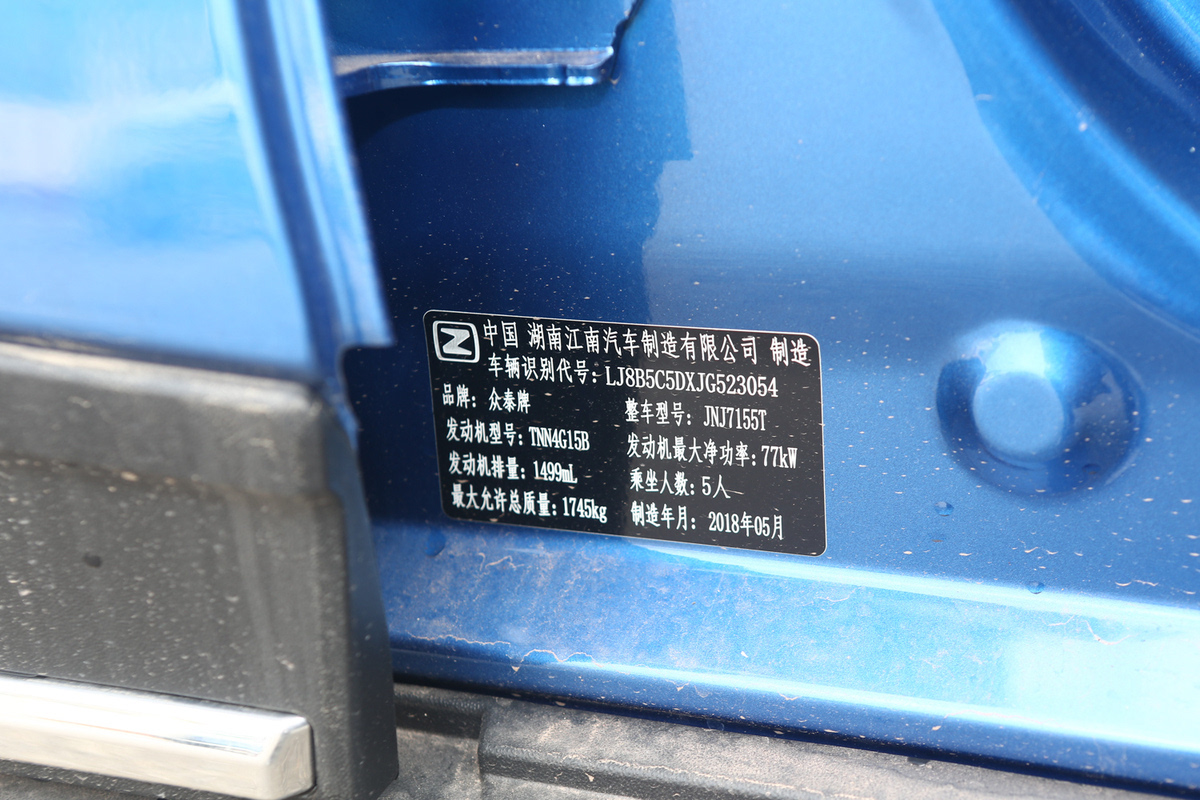 中国 湖南江南汽车制造有限公司 制造
车辆识别代号:LJ8B5C5DXJG523054
品牌: 众泰牌 整车型号: JNJ7155T
发动机型号:TNN4G15B 发动机最大净功率:77kW
发动机排量: 1499mL 乘坐人数:5人
最大允许总质量:1745kg 制造年月: 2018年05月